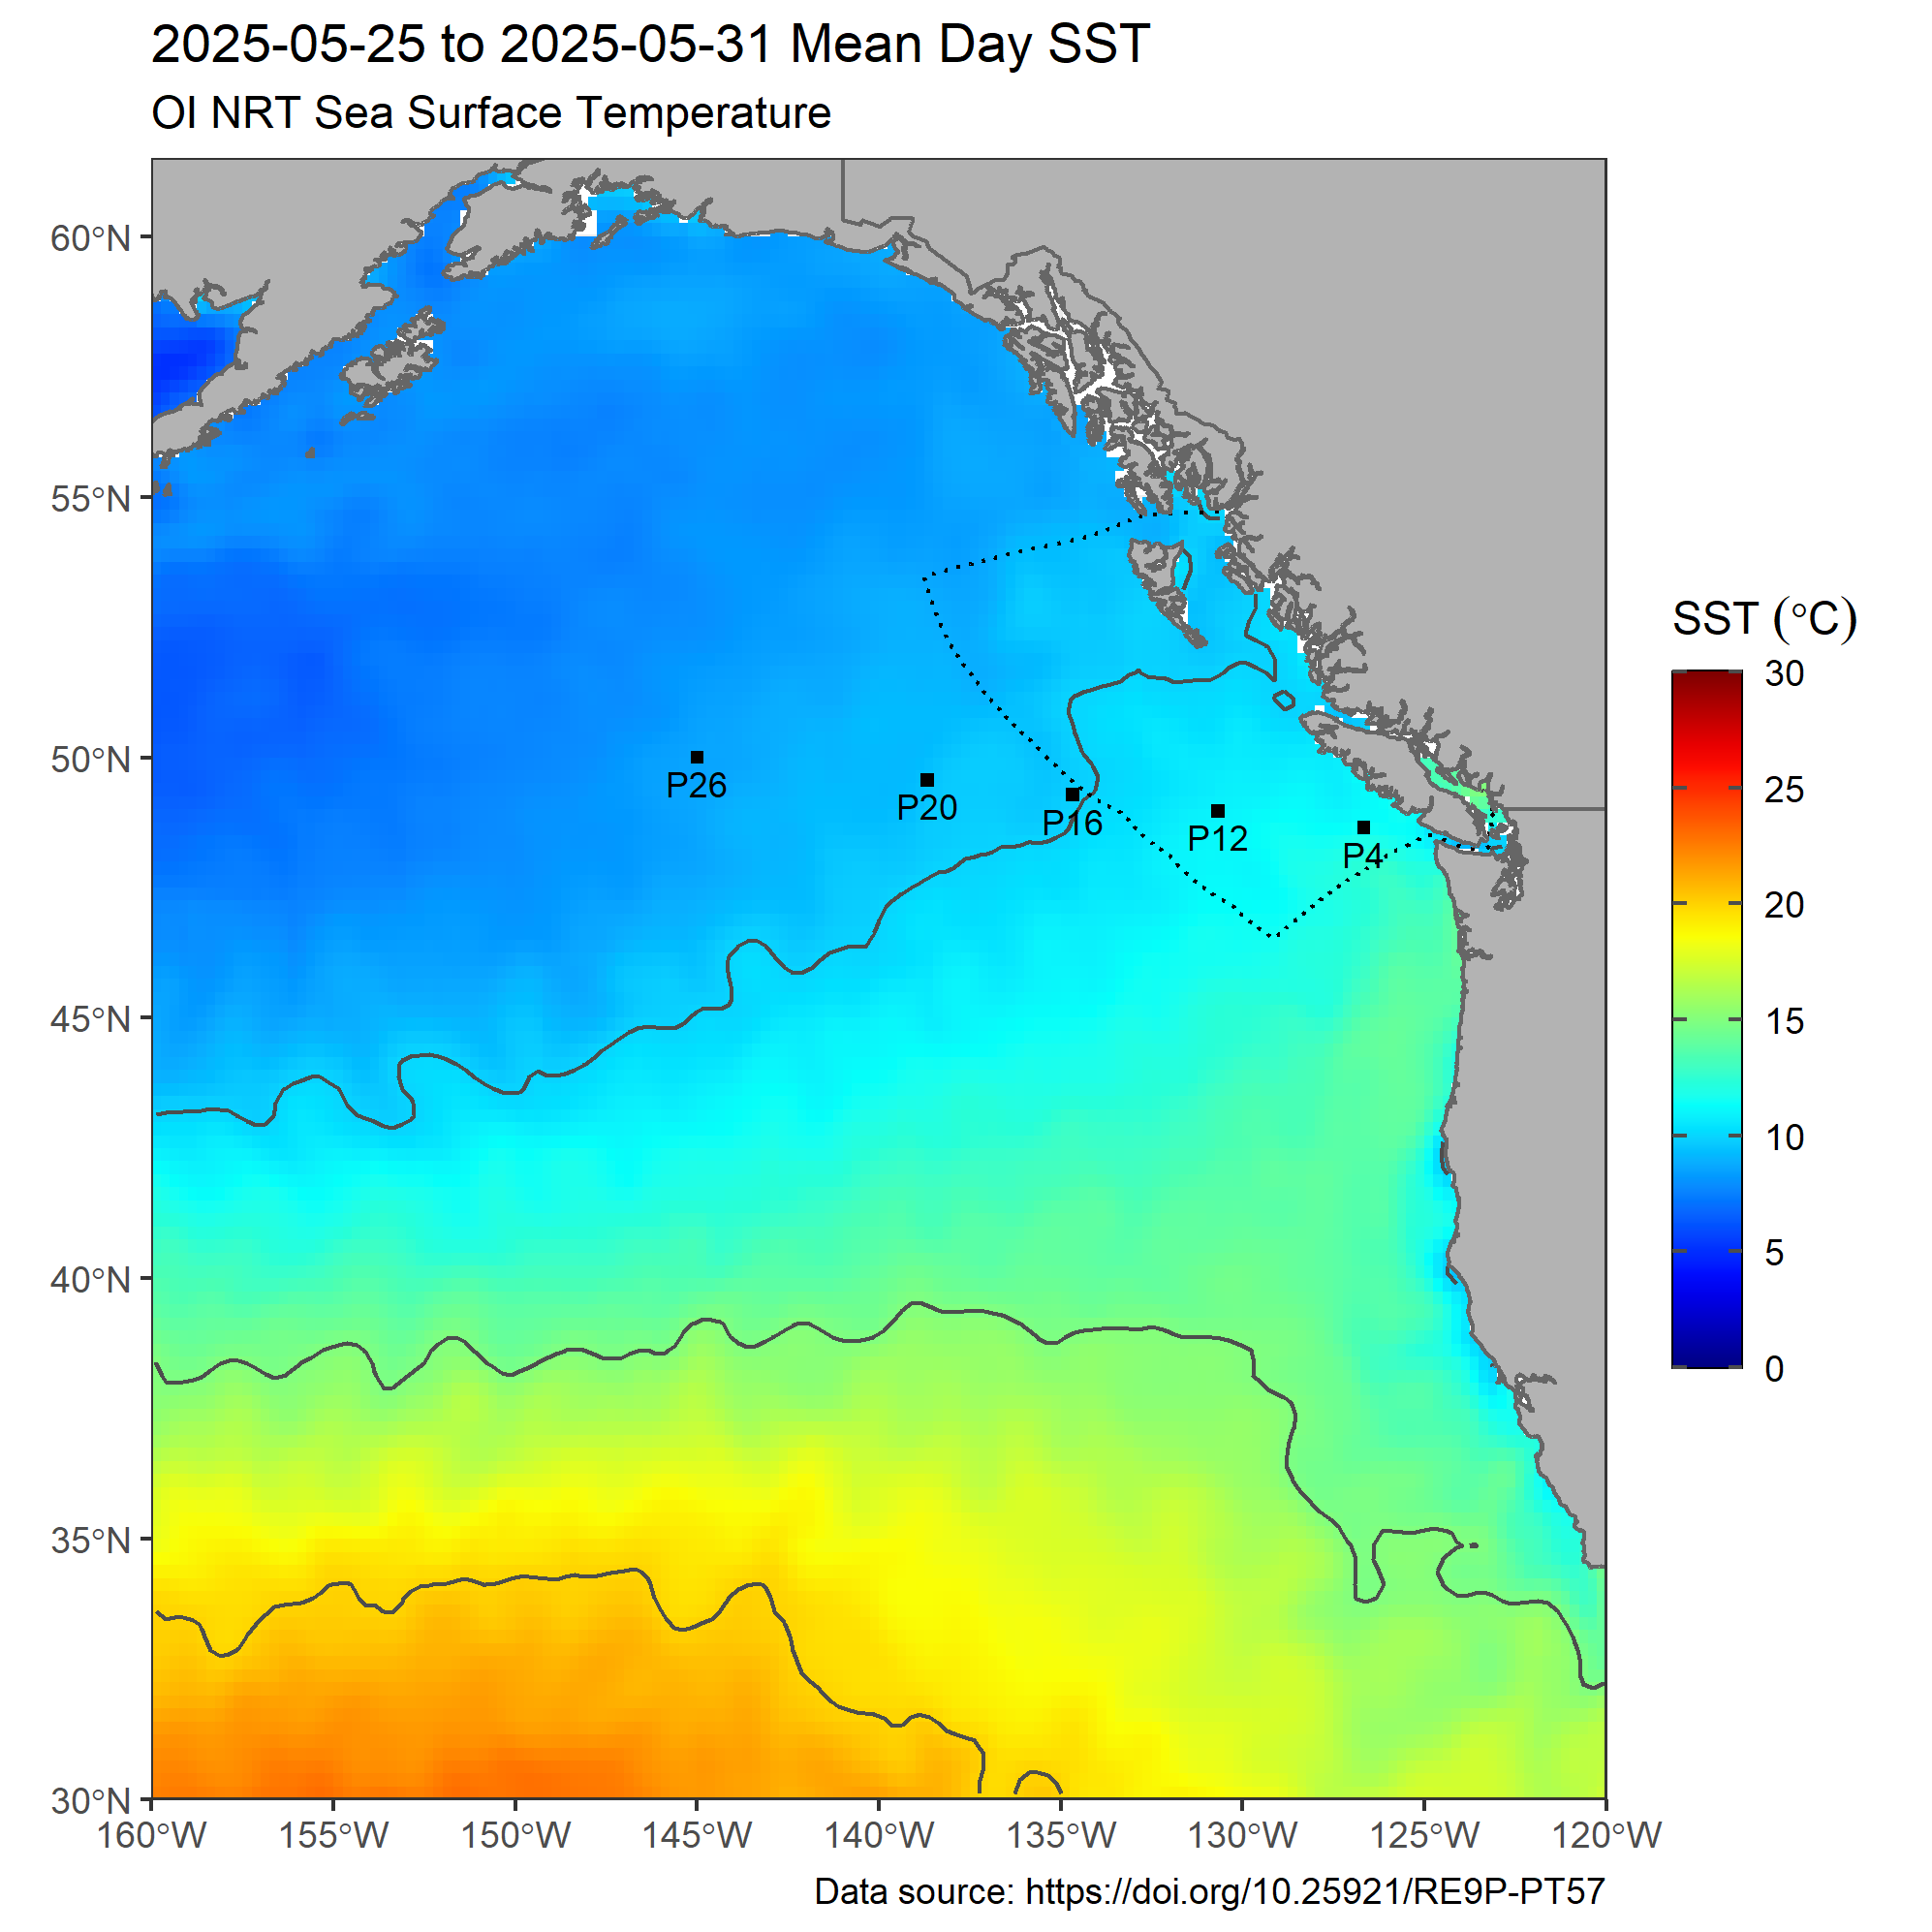 2025-05-25 to 2025-05-31 Mean Day SST
OI NRT Sea Surface Temperature
60°N
55°N
50°N
45°N
40°N
35°N
30°N
P26
P20
P16
P12
P4
160°W
155°W
150°W
145°W
140°W
135°W
130°W
125°W
120°W
SST (°C)
30
25
20
15
10
5
0
Data source: https://doi.org/10.25921/RE9P-PT57